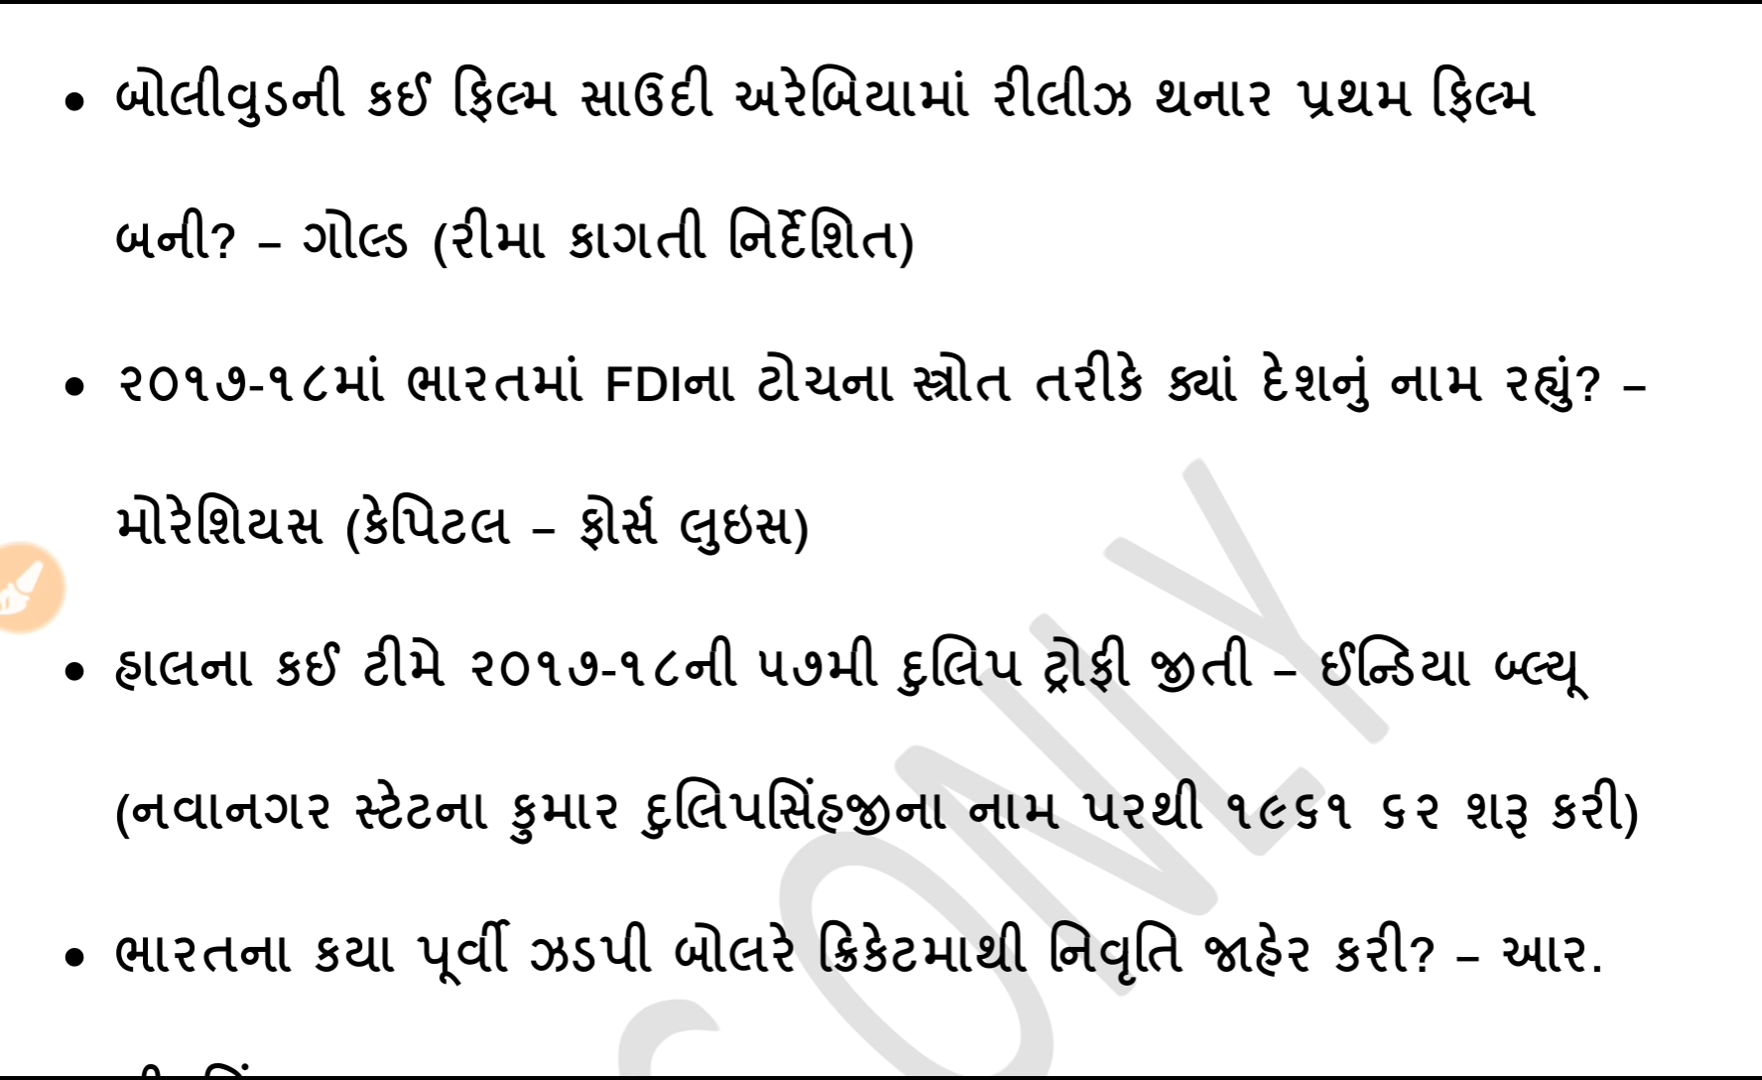 • બોલીવુડની કઈ ફિલ્મ સાઉદી અરેબિયામાં રીલીઝ થનાર પ્રથમ ફિલ્મ
બની? – ગોલ્ડ (રીમા કાગતી નિર્દેશિત)
• ૨૦૧૭-૧૮માં ભારતમાં FDIના ટોચના સ્ત્રોત તરીકે ક્યાં દેશનું નામ રહ્યું? –
મોરેશિયસ (કેપિટલ – ફોર્સ લુઇસ)
• હાલના કઈ ટીમે ૨૦૧૭-૧૮ની ૫૭મી દુલિપ ટ્રોફી જીતી – ઈન્ડિયા બ્લ્યૂ
(નવાનગર સ્ટેટના કુમાર દુલિપસિંહજીના નામ પરથી ૧૯૬૧ ૬૨ શરૂ કરી)
• ભારતના કયા પૂર્વી ઝડપી બોલરે ક્રિકેટમાથી નિવૃતિ જાહેર કરી? – આર.
ONLY